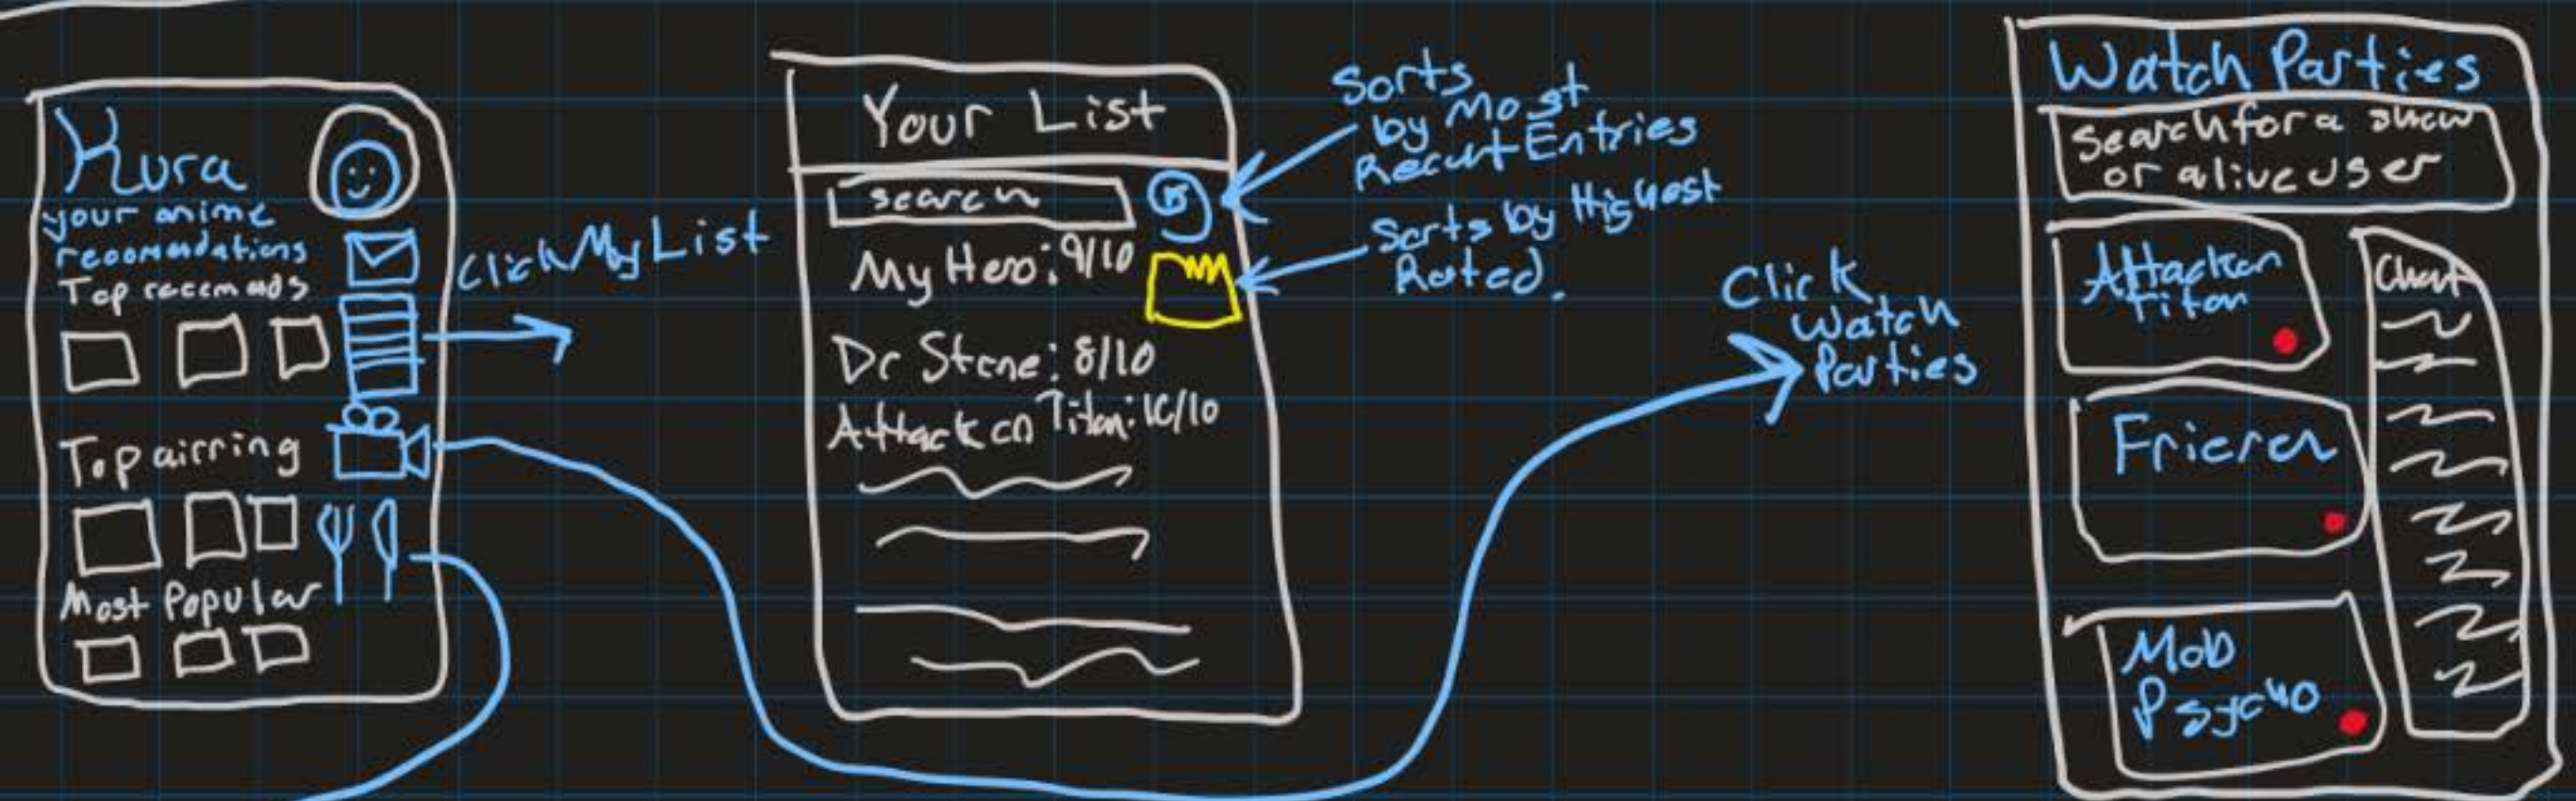 Kura
your anime
recomendations
Top recomends
Top airring
Most Popular
Click My List
Your List
search
My Hero: 9/10
Dr Stone: 8/10
Attack on Titan: 10/10
Sorts
by Most
Recent Entries
Sorts by Highest
Rated.
Click
Watch
Parties
Watch Parties
Search for a show
or a live user
Attack on
Titan
Chat
Frieren
Mob
Psycho